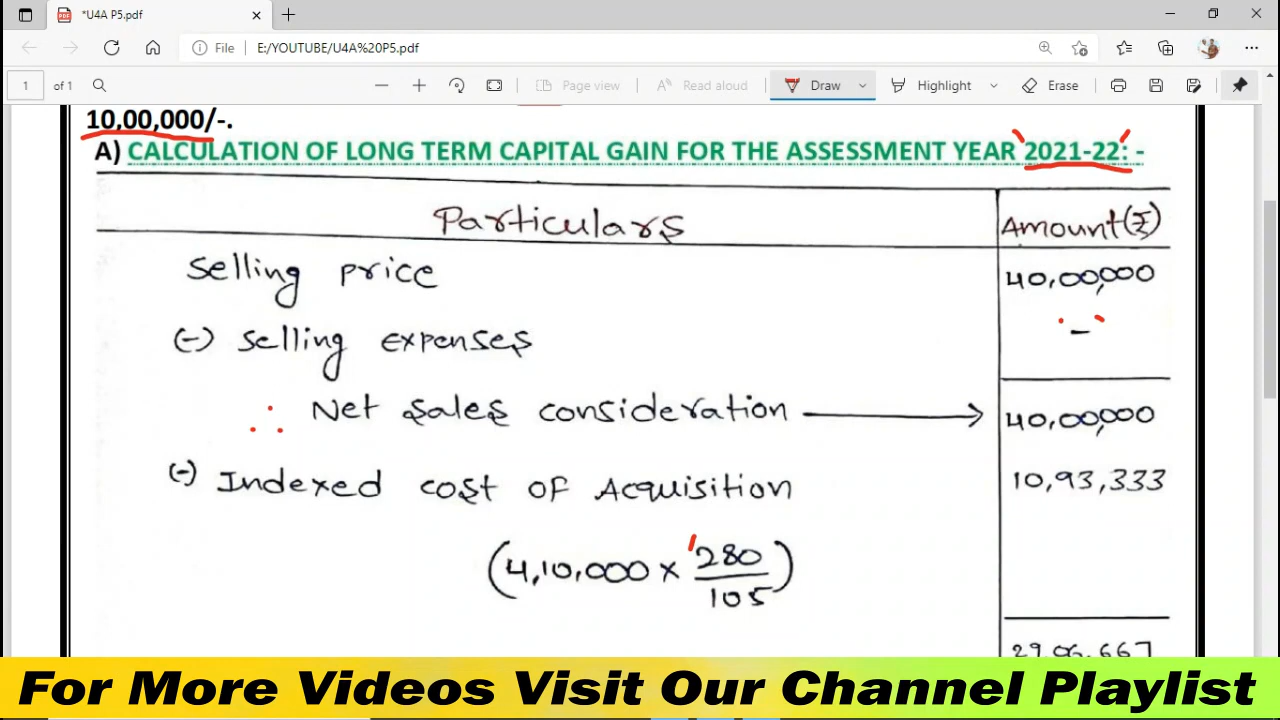 *U4A P5.pdf
File E:/YOUTUBE/U4A%20P5.pdf
1 of 1 Page view Read aloud Draw Highlight Erase
10,00,000/-.
A) CALCULATION OF LONG TERM CAPITAL GAIN FOR THE ASSESSMENT YEAR 2021-22: -
Particulars Amount(₹)
Selling price 40,00,000
(-) Selling expenses -
∴ Net sales consideration → 40,00,000
(-) Indexed cost of Acquisition 10,93,333
(4,10,000 × 280/105)
29,06,667
For More Videos Visit Our Channel Playlist